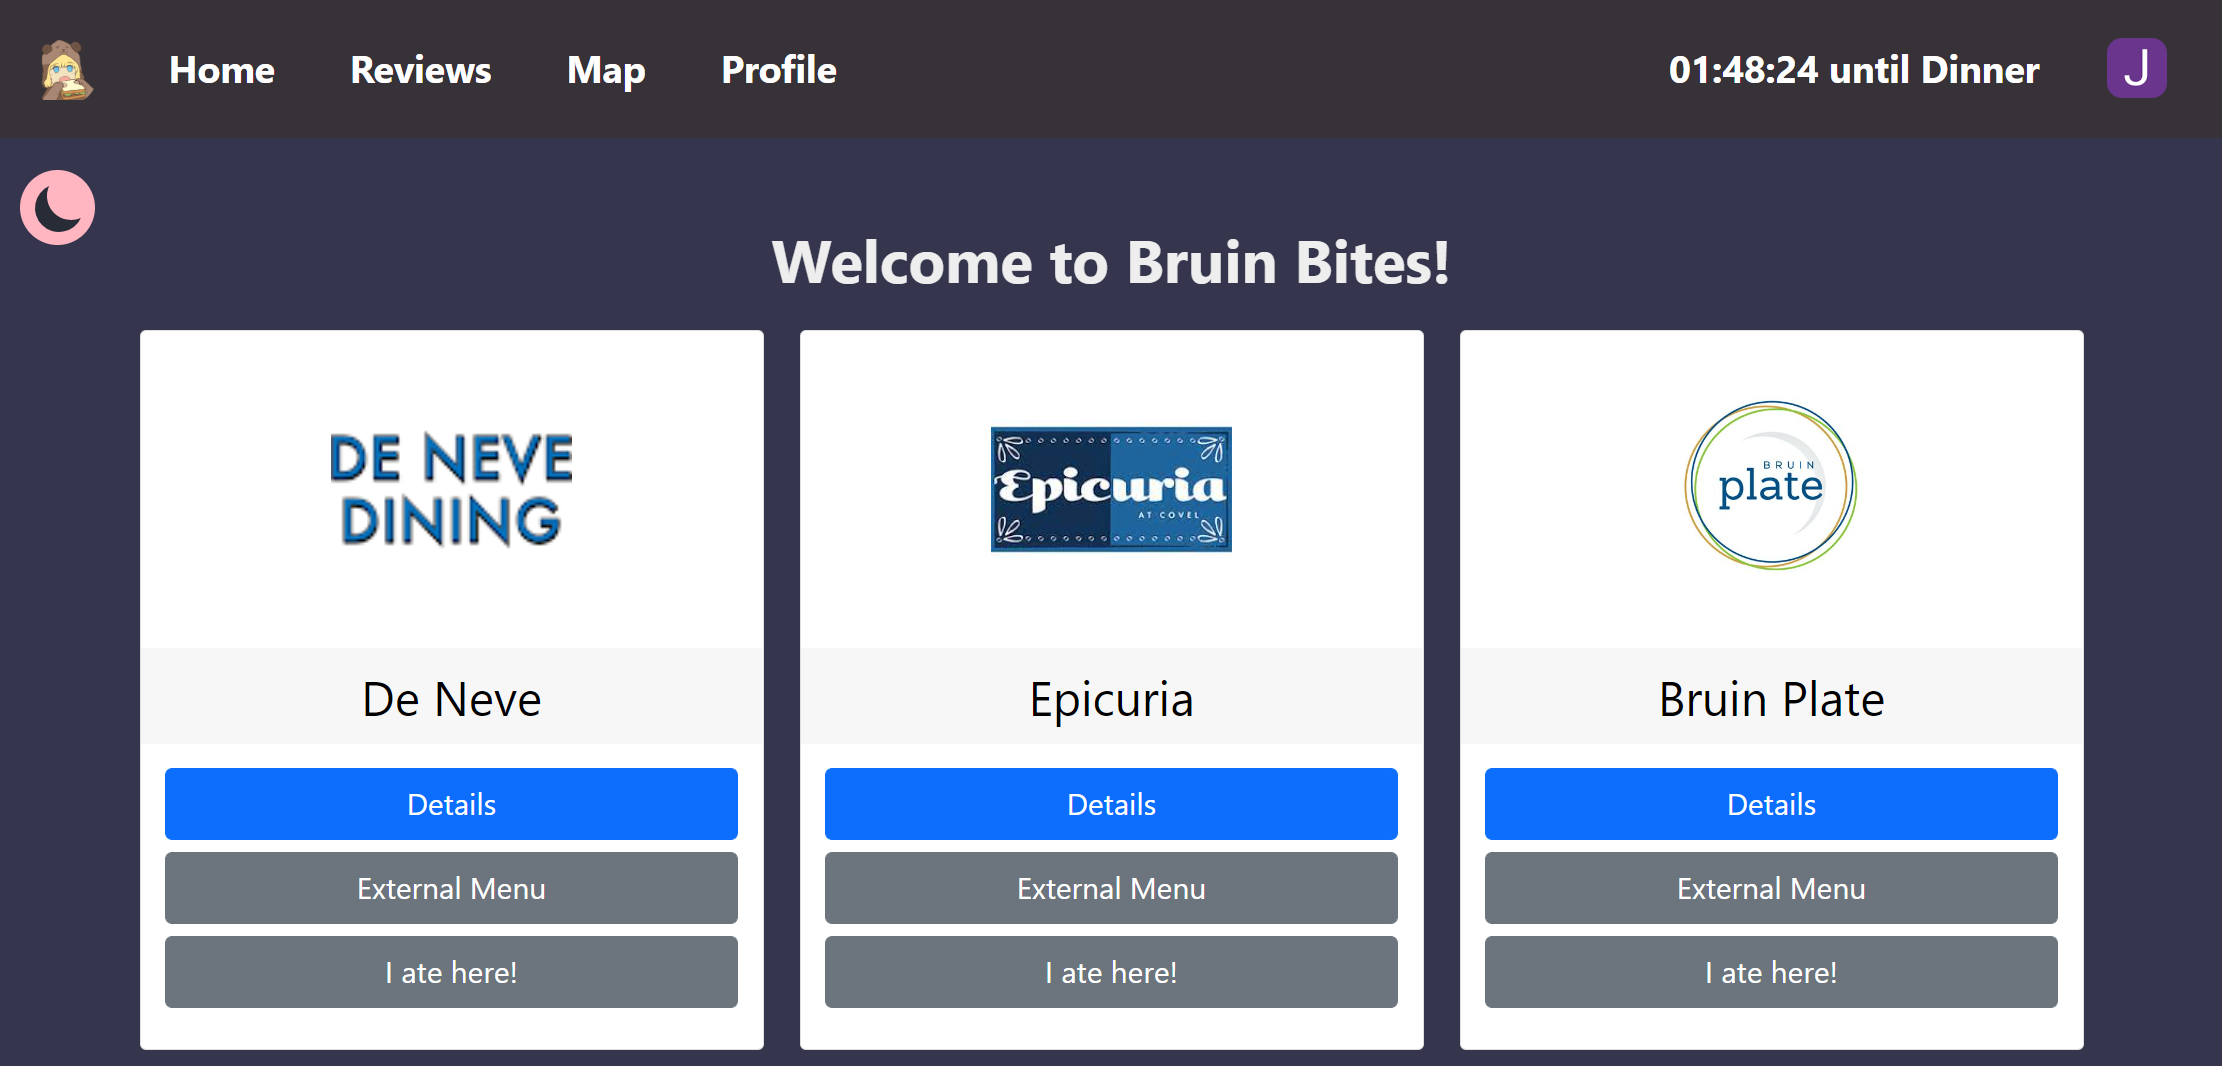 Home Reviews Map Profile 01:48:24 until Dinner J
Welcome to Bruin Bites!
DE NEVE
DINING
Epicuria
AT COVEL
BRUIN
plate
De Neve Epicuria Bruin Plate
Details Details Details
External Menu External Menu External Menu
I ate here! I ate here! I ate here!